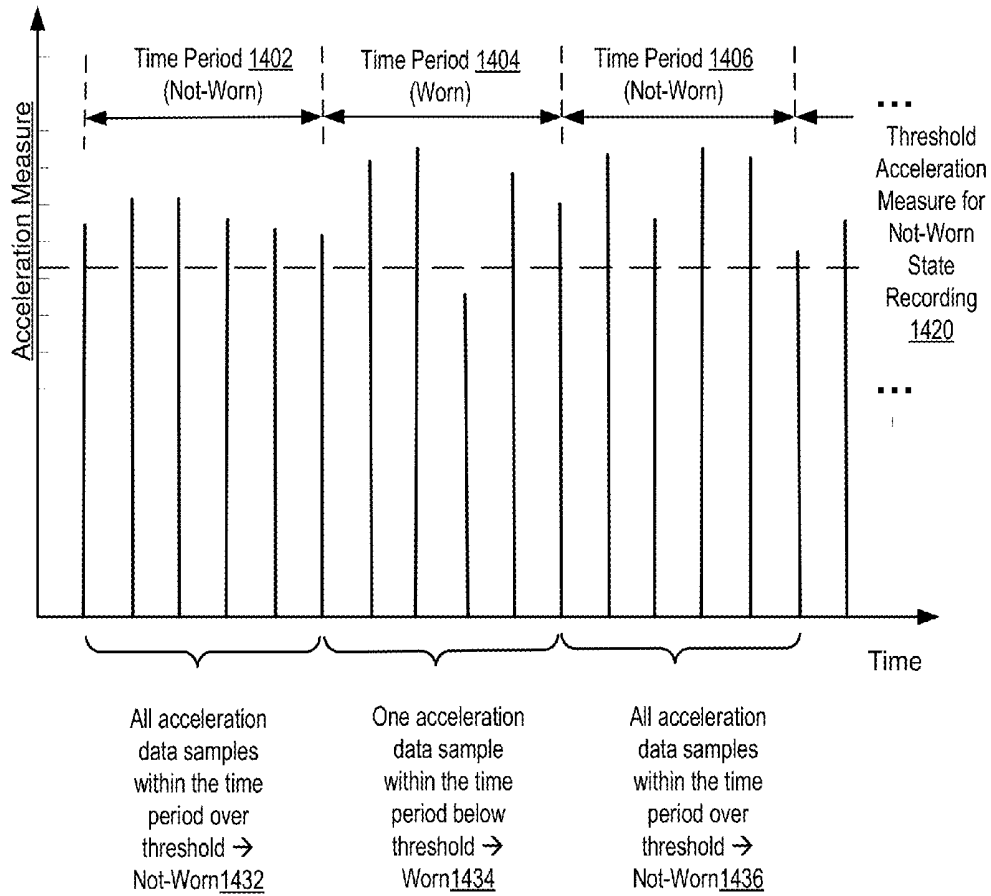 Time Period 1402
(Not-Worn)
Time Period 1404
(Worn)
Time Period 1406
(Not-Worn)
...
Threshold
Acceleration
Measure for
Not-Worn
State
Recording
1420
...
Acceleration Measure
Time
All acceleration
data samples
within the time
period over
threshold →
Not-Worn1432
One acceleration
data sample
within the time
period below
threshold →
Worn1434
All acceleration
data samples
within the time
period over
threshold →
Not-Worn1436